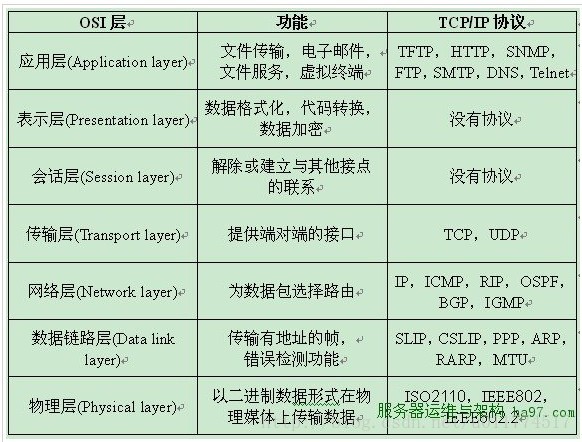 OSI层 功能 TCP/IP协议
应用层(Application layer) 文件传输，电子邮件，文件服务，虚拟终端 TFTP，HTTP，SNMP，FTP，SMTP，DNS，Telnet
表示层(Presentation layer) 数据格式化，代码转换，数据加密 没有协议
会话层(Session layer) 解除或建立与其他接点的联系 没有协议
传输层(Transport layer) 提供端对端的接口 TCP，UDP
网络层(Network layer) 为数据包选择路由 IP，ICMP，RIP，OSPF，BGP，IGMP
数据链路层(Data link layer) 传输有地址的帧，错误检测功能 SLIP，CSLIP，PPP，ARP，RARP，MTU
物理层(Physical layer) 以二进制数据形式在物理媒体上传输数据 ISO2110，IEEE802，IEEE802.2
服务器运维与架构 ha97.com